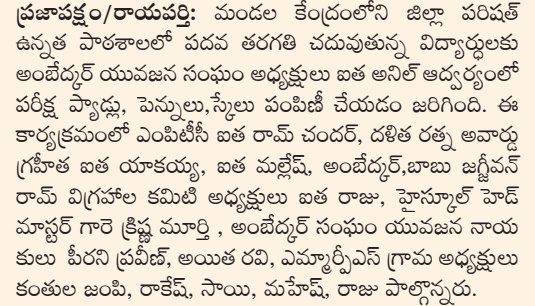 ప్రజాపక్షం/రాయపర్తి: మండల కేంద్రంలోని జిల్లా పరిషత్
ఉన్నత పాఠశాలలో పదవ తరగతి చదువుతున్న విద్యార్థులకు
అంబేద్కర్ యువజన సంఘం అధ్యక్షులు ఐత అనిల్ ఆద్వర్యంలో
పరీక్ష ప్యాడ్లు, పెన్నులు,స్కేలు పంపిణీ చేయడం జరిగింది. ఈ
కార్యక్రమంలో ఎంపిటీసీ ఐత రామ్ చందర్, దళిత రత్న అవార్డు
గ్రహీత ఐత యాకయ్య, ఐత మల్లేష్, అంబేద్కర్,బాబు జగ్జీవన్
రామ్ విగ్రహాల కమిటి అధ్యక్షులు ఐత రాజు, హైస్కూల్ హెడ్
మాస్టర్ గారె క్రిష్ణ మూర్తి , అంబేద్కర్ సంఘం యువజన నాయ
కులు పీరని ప్రవీణ్, అయిత రవి, ఎమ్మార్పీఎస్ గ్రామ అధ్యక్షులు
కంతుల జంపి, రాకేష్, సాయి, మహేష్, రాజు పాల్గొన్నరు.